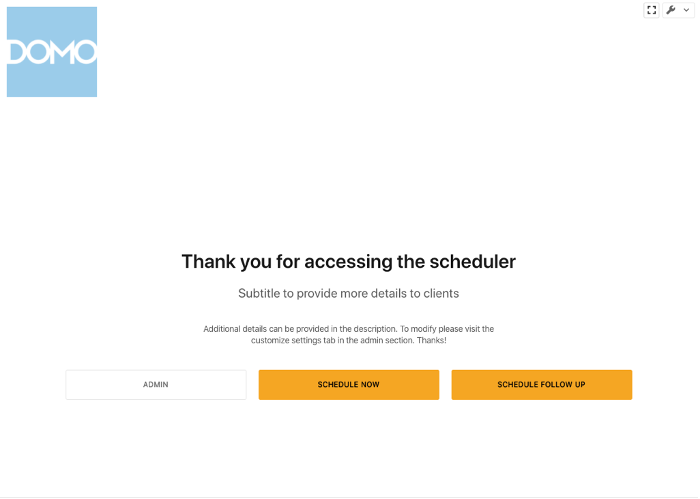 DOMO
Thank you for accessing the scheduler
Subtitle to provide more details to clients
Additional details can be provided in the description. To modify please visit the
customize settings tab in the admin section. Thanks!
ADMIN
SCHEDULE NOW
SCHEDULE FOLLOW UP